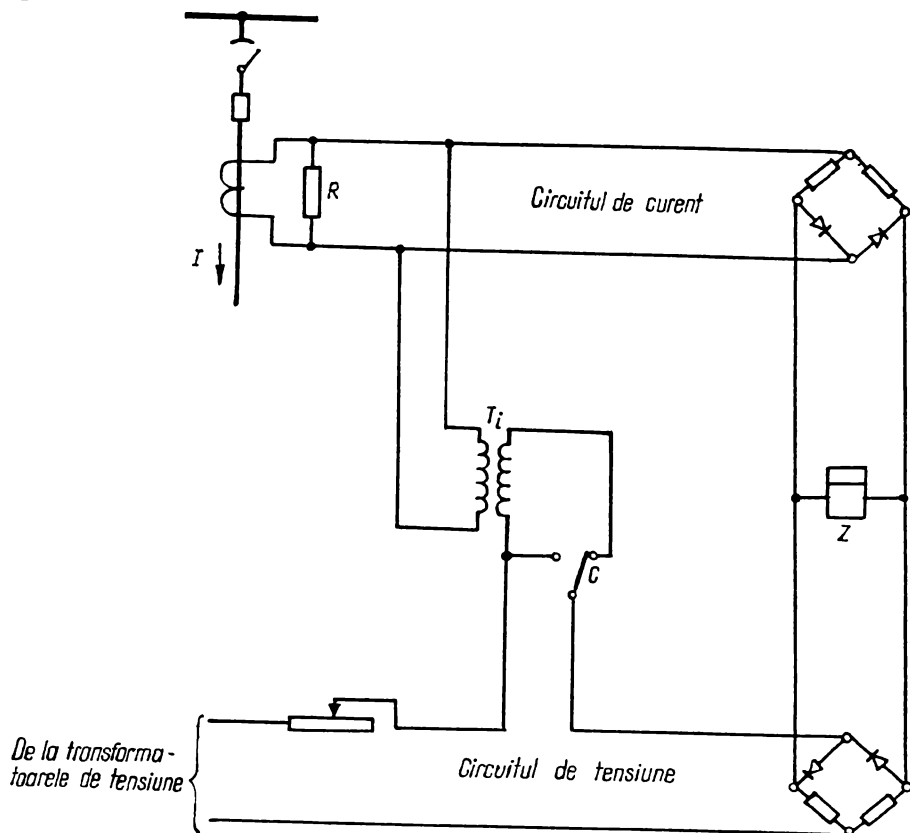 R
Circuitul de curent
I
Ti
Z
C
De la transforma-
toarele de tensiune
Circuitul de tensiune